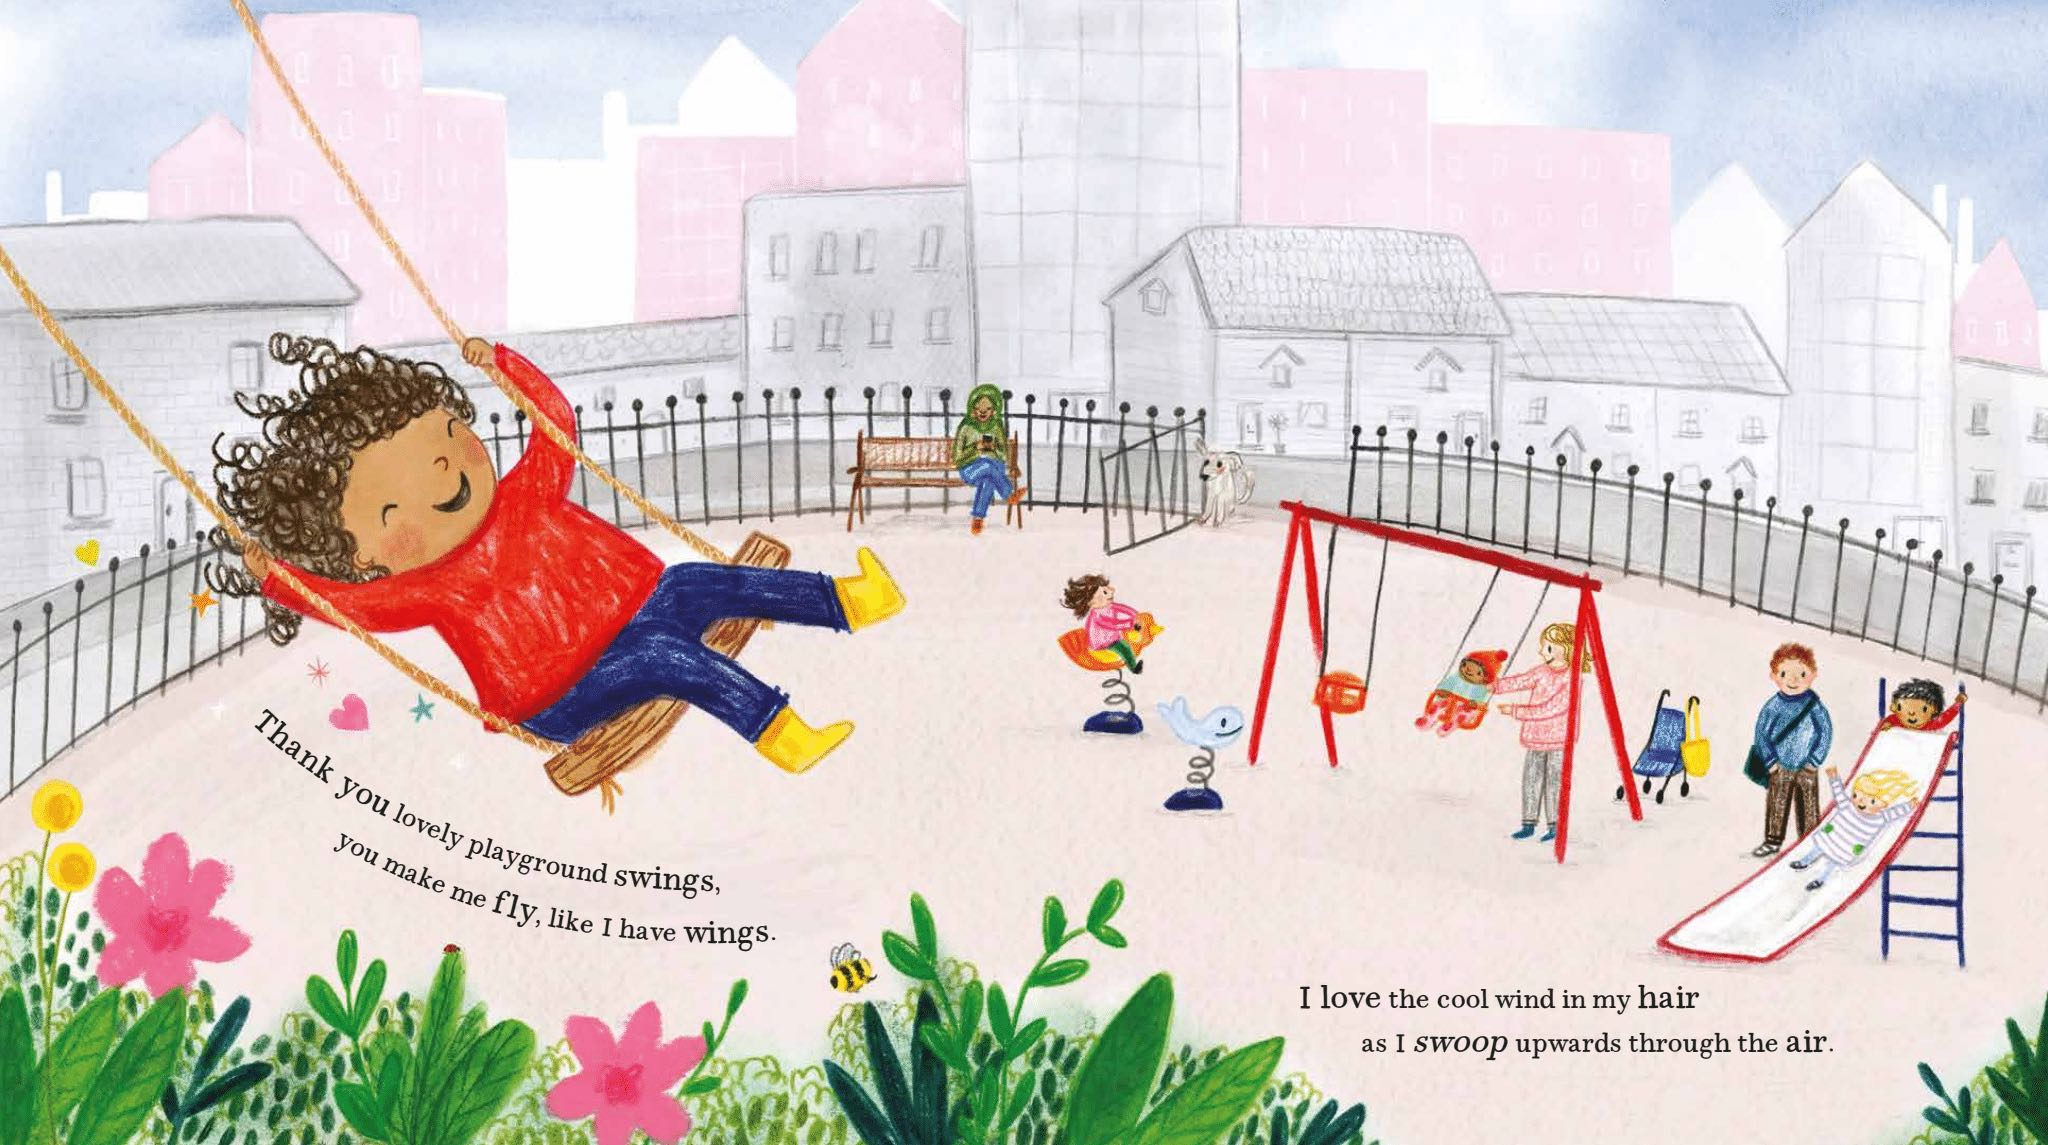 Thank you lovely playground swings,
you make me fly, like I have wings.
I love the cool wind in my hair
as I swoop upwards through the air.